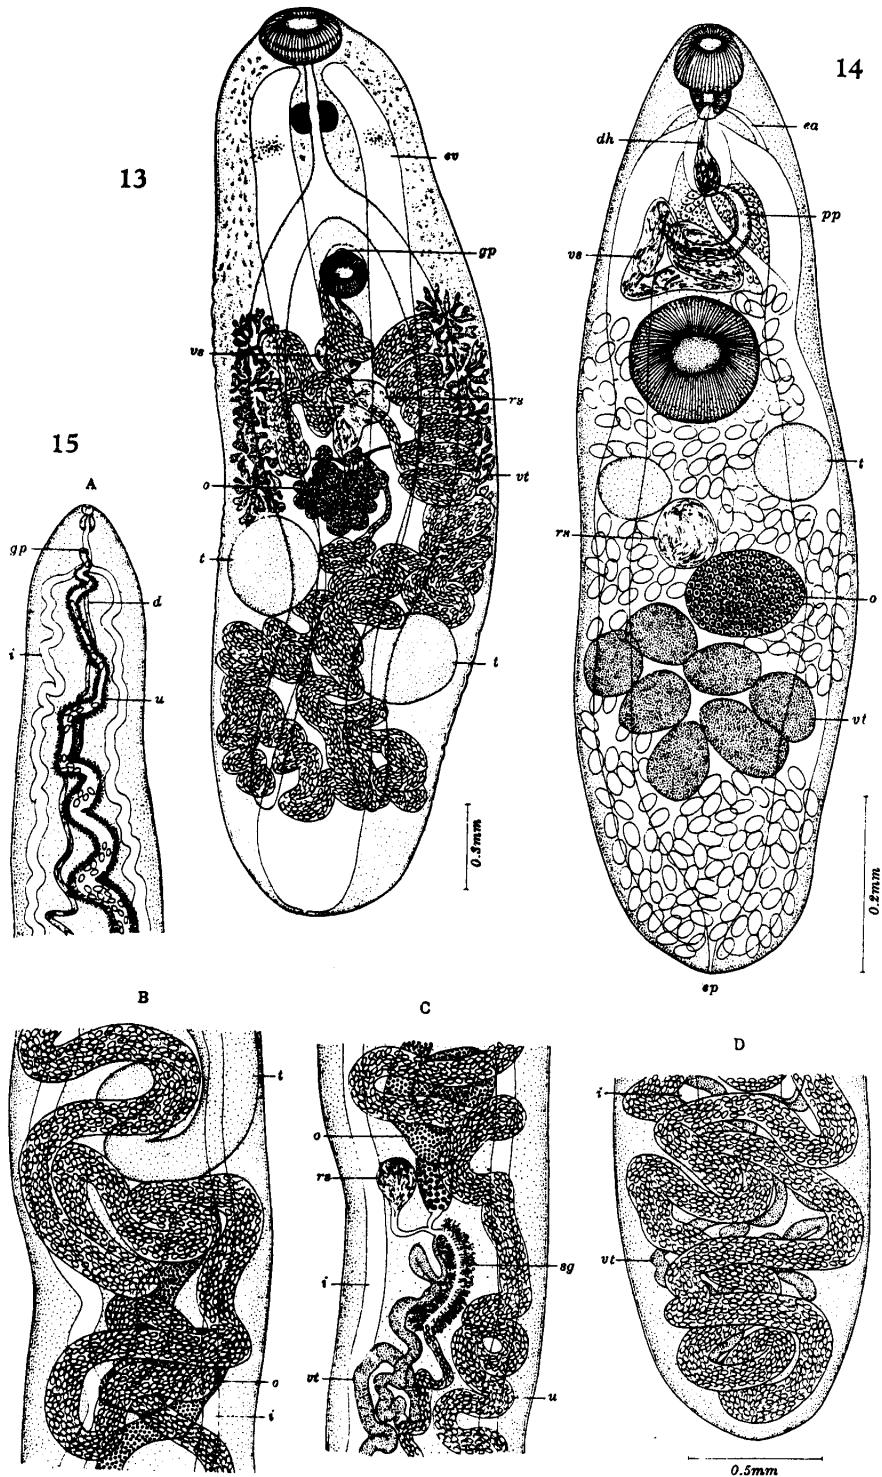 13
ev
gp
vs
rs
o
vt
t
t
0.3mm
14
dh
ea
pp
vs
t
rs
o
vt
0.2mm
ep
15
A
gp
d
i
u
B
t
o
i
C
o
rs
sg
i
vt
u
D
i
vt
0.5mm